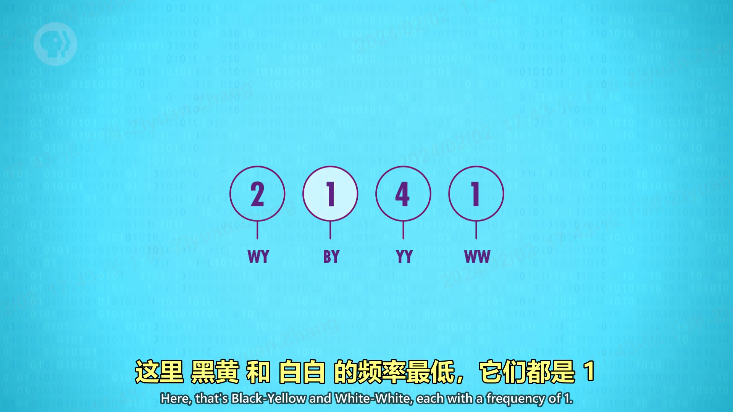 2 1 4 1
WY BY YY WW
这里 黑黄 和 白白 的频率最低，它们都是 1
Here, that's Black-Yellow and White-White, each with a frequency of 1.